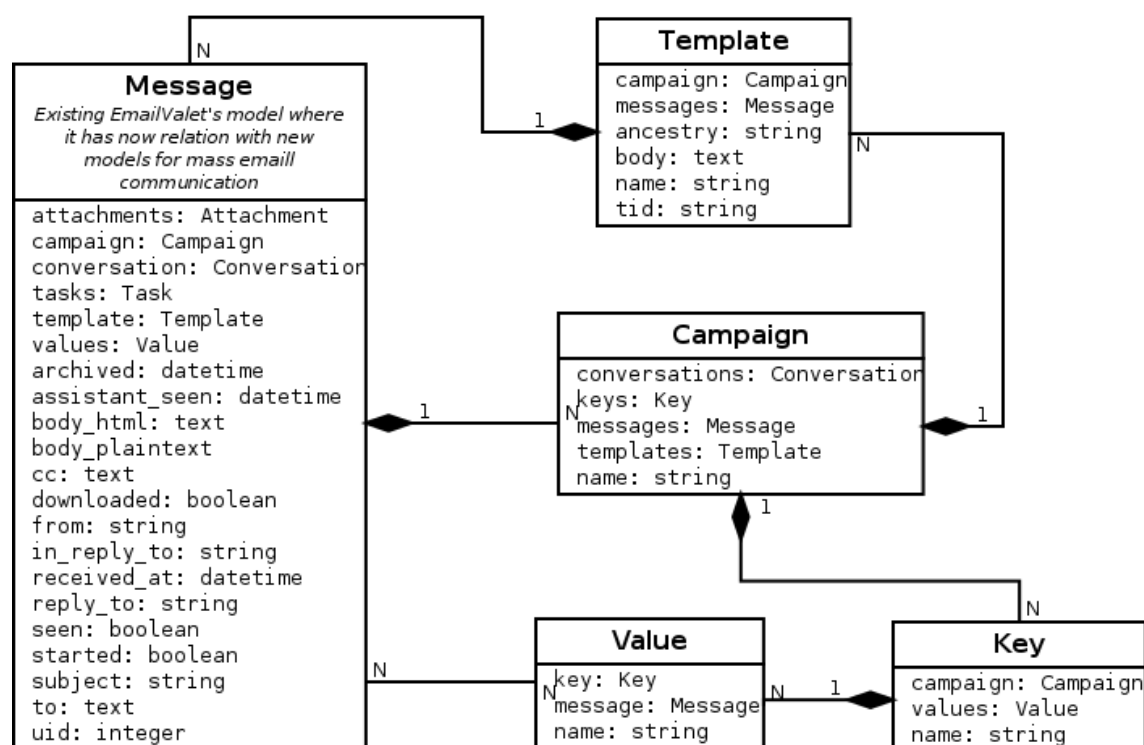 N
Message
Existing EmailValet's model where
it has now relation with new
models for mass emaill
communication
attachments: Attachment
campaign: Campaign
conversation: Conversation
tasks: Task
template: Template
values: Value
archived: datetime
assistant_seen: datetime
body_html: text
body_plaintext
cc: text
downloaded: boolean
from: string
in_reply_to: string
received_at: datetime
reply_to: string
seen: boolean
started: boolean
subject: string
to: text
uid: integer
Template
campaign: Campaign
messages: Message
ancestry: string
body: text
name: string
tid: string
1
N
Campaign
conversations: Conversation
keys: Key
messages: Message
templates: Template
name: string
1
N
1
1
N
Value
key: Key
message: Message
name: string
N
N
N
1
Key
campaign: Campaign
values: Value
name: string